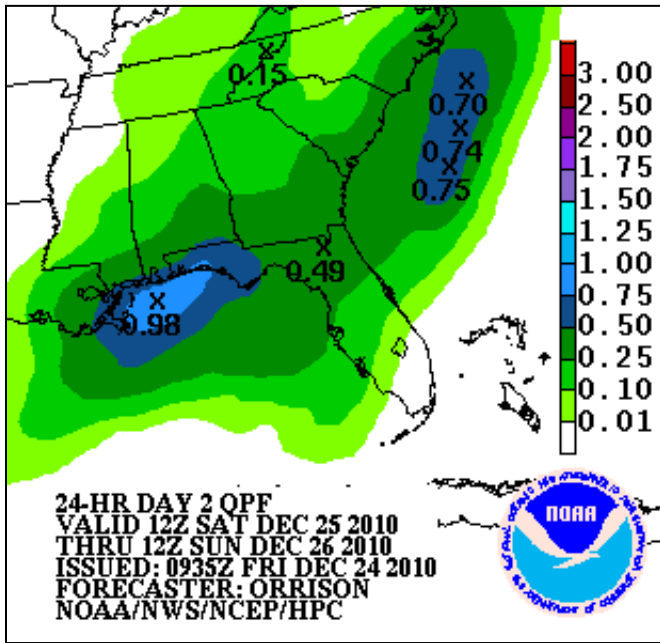 X
0.15
X
0.70
X
0.74
X
0.75
X
0.49
X
0.98
3.00
2.50
2.00
1.75
1.50
1.25
1.00
0.75
0.50
0.25
0.10
0.01
24-HR DAY 2 QPF
VALID 12Z SAT DEC 25 2010
THRU 12Z SUN DEC 26 2010
ISSUED: 0935Z FRI DEC 24 2010
FORECASTER: ORRISON
NOAA/NWS/NCEP/HPC
NOAA